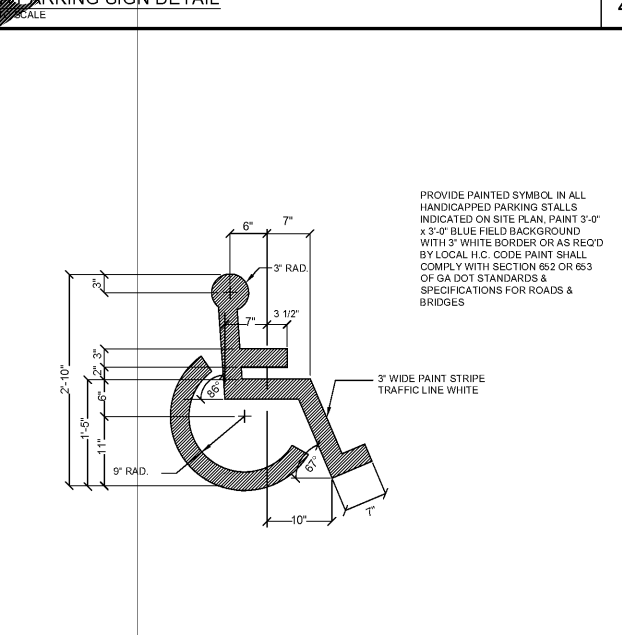 PARKING SIGN DETAIL
SCALE
4
PROVIDE PAINTED SYMBOL IN ALL
HANDICAPPED PARKING STALLS
INDICATED ON SITE PLAN, PAINT 3'-0"
x 3'-0" BLUE FIELD BACKGROUND
WITH 3" WHITE BORDER OR AS REQ'D
BY LOCAL H.C. CODE PAINT SHALL
COMPLY WITH SECTION 652 OR 653
OF GA DOT STANDARDS &
SPECIFICATIONS FOR ROADS &
BRIDGES
6"
7"
3" RAD.
3"
7"
3 1/2"
3"
2"
2'-10"
6"
1'-5"
11"
86°
3" WIDE PAINT STRIPE
TRAFFIC LINE WHITE
9" RAD.
67°
7"
10"